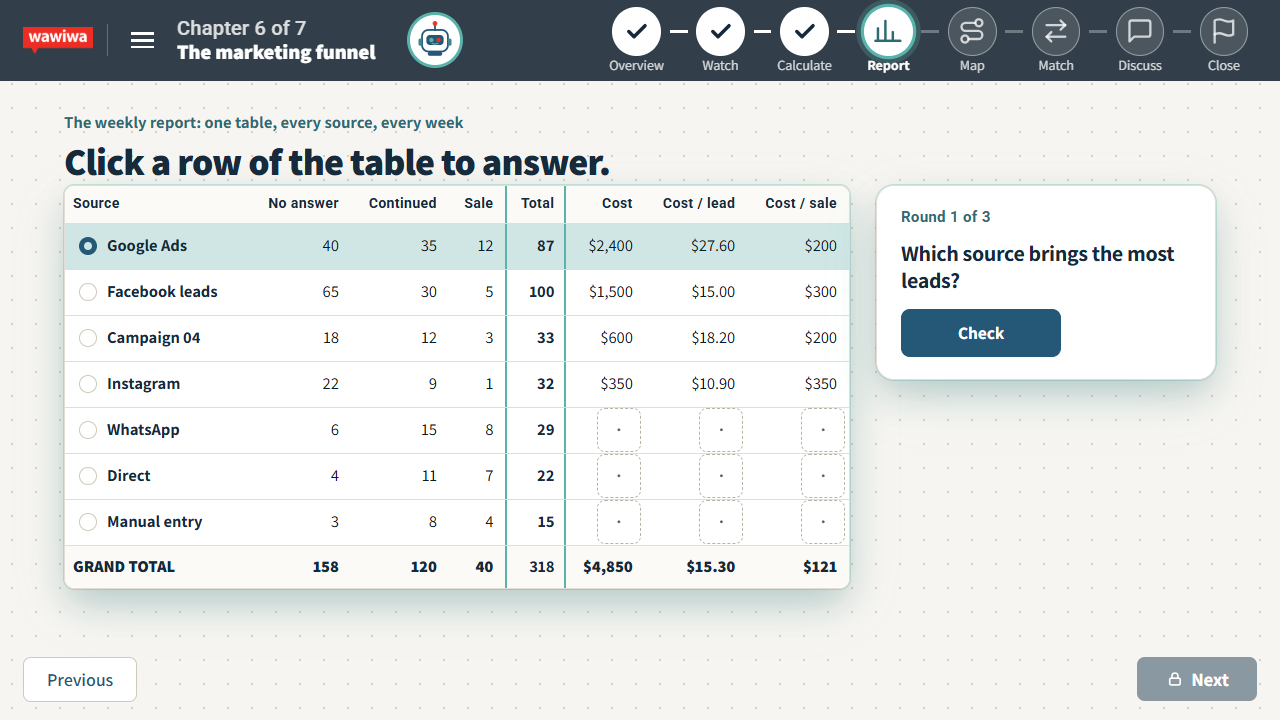 wawiwa
Chapter 6 of 7
The marketing funnel
Overview
Watch
Calculate
Report
Map
Match
Discuss
Close
The weekly report: one table, every source, every week
Click a row of the table to answer.
Source No answer Continued Sale Total Cost Cost / lead Cost / sale
Google Ads 40 35 12 87 $2,400 $27.60 $200
Facebook leads 65 30 5 100 $1,500 $15.00 $300
Campaign 04 18 12 3 33 $600 $18.20 $200
Instagram 22 9 1 32 $350 $10.90 $350
WhatsApp 6 15 8 29 · · ·
Direct 4 11 7 22 · · ·
Manual entry 3 8 4 15 · · ·
GRAND TOTAL 158 120 40 318 $4,850 $15.30 $121
Round 1 of 3
Which source brings the most
leads?
Check
Previous
Next